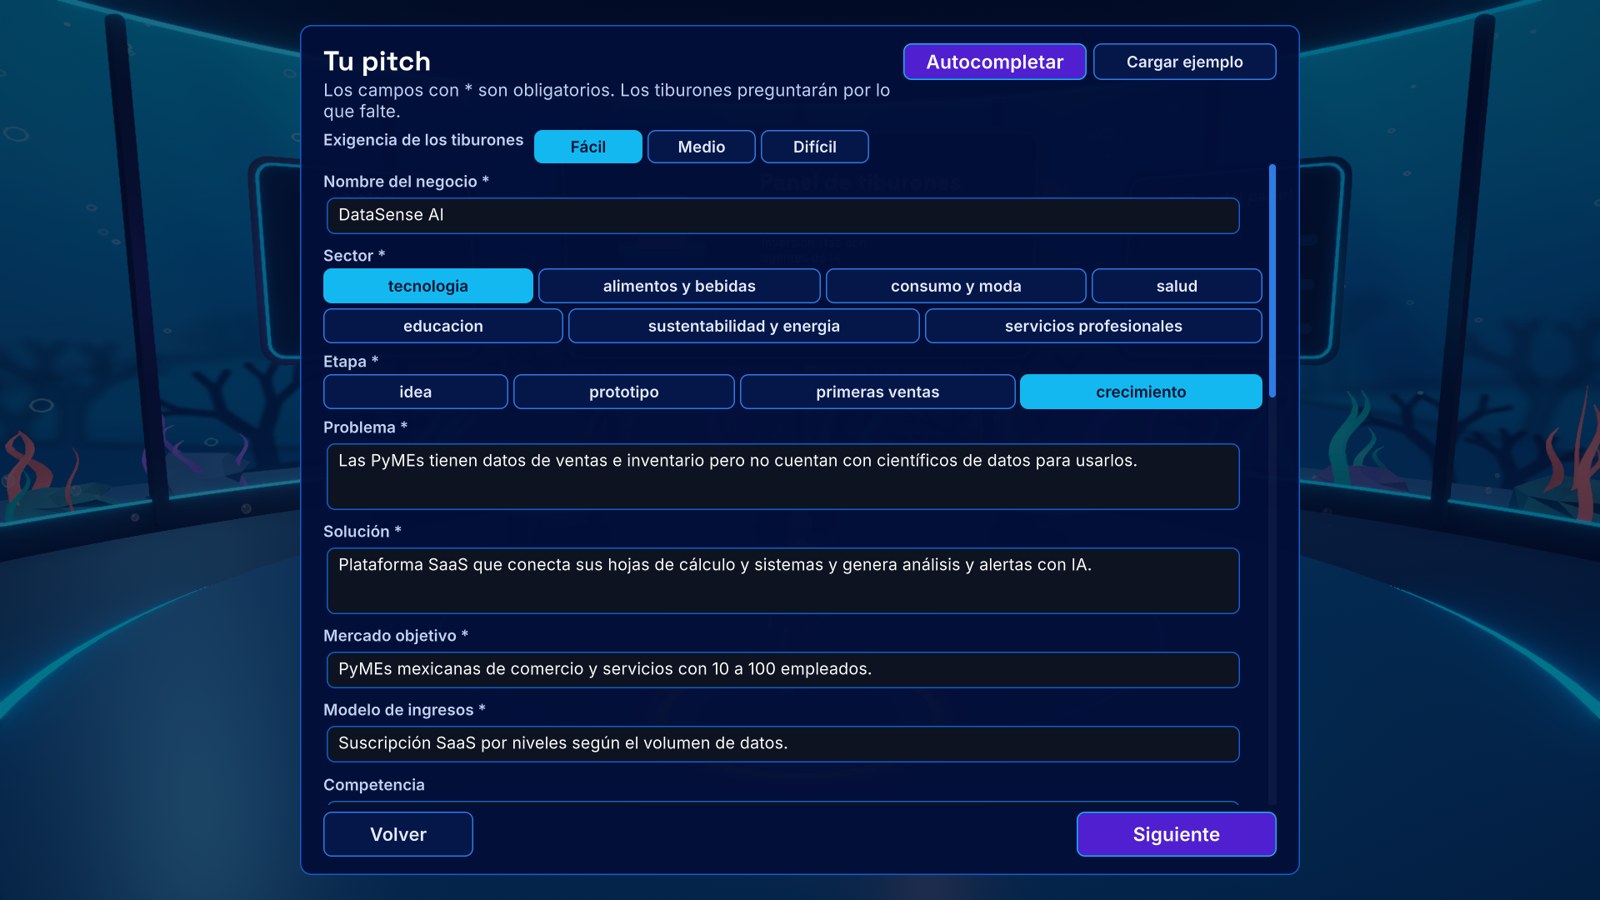 Tu pitch
Autocompletar
Cargar ejemplo
Los campos con * son obligatorios. Los tiburones preguntarán por lo
que falte.
Exigencia de los tiburones
Fácil
Medio
Difícil
Nombre del negocio *
DataSense AI
Sector *
tecnologia
alimentos y bebidas
consumo y moda
salud
educacion
sustentabilidad y energia
servicios profesionales
Etapa *
idea
prototipo
primeras ventas
crecimiento
Problema *
Las PyMEs tienen datos de ventas e inventario pero no cuentan con científicos de datos para usarlos.
Solución *
Plataforma SaaS que conecta sus hojas de cálculo y sistemas y genera análisis y alertas con IA.
Mercado objetivo *
PyMEs mexicanas de comercio y servicios con 10 a 100 empleados.
Modelo de ingresos *
Suscripción SaaS por niveles según el volumen de datos.
Competencia
Volver
Siguiente